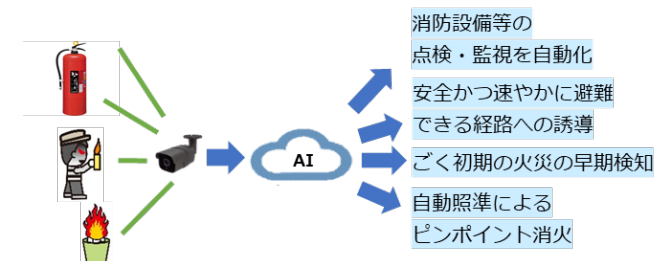 消防設備等の
点検・監視を自動化
安全かつ速やかに避難
できる経路への誘導
AI
ごく初期の火災の早期検知
自動照準による
ピンポイント消火